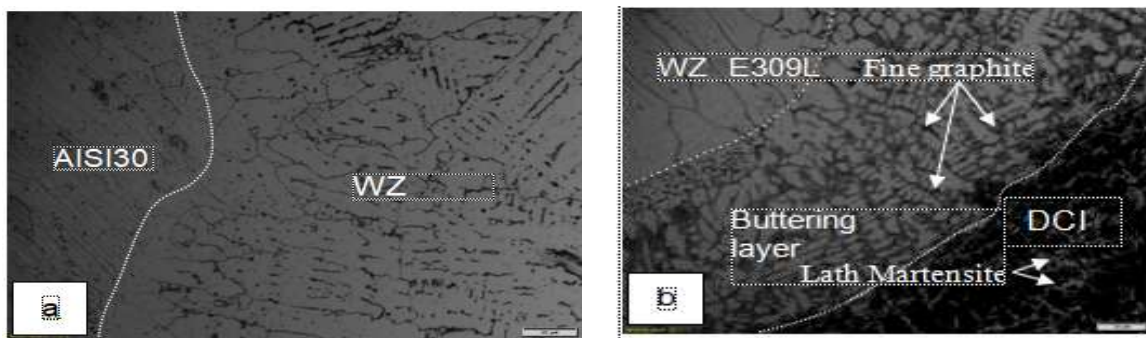 AISI30
WZ
a
WZ E309L
Fine graphite
Buttering
layer
DCI
Lath Martensite
b